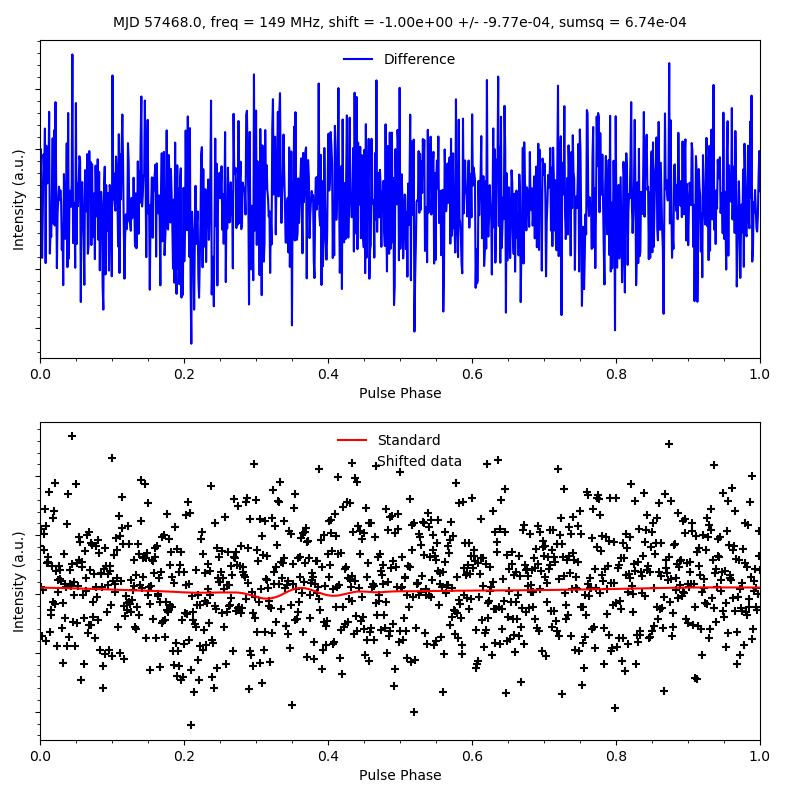 MJD 57468.0, freq = 149 MHz, shift = -1.00e+00 +/- -9.77e-04, sumsq = 6.74e-04
Difference
Intensity (a.u.)
0.0 0.2 0.4 0.6 0.8 1.0
Pulse Phase
Standard
Shifted data
Intensity (a.u.)
0.0 0.2 0.4 0.6 0.8 1.0
Pulse Phase